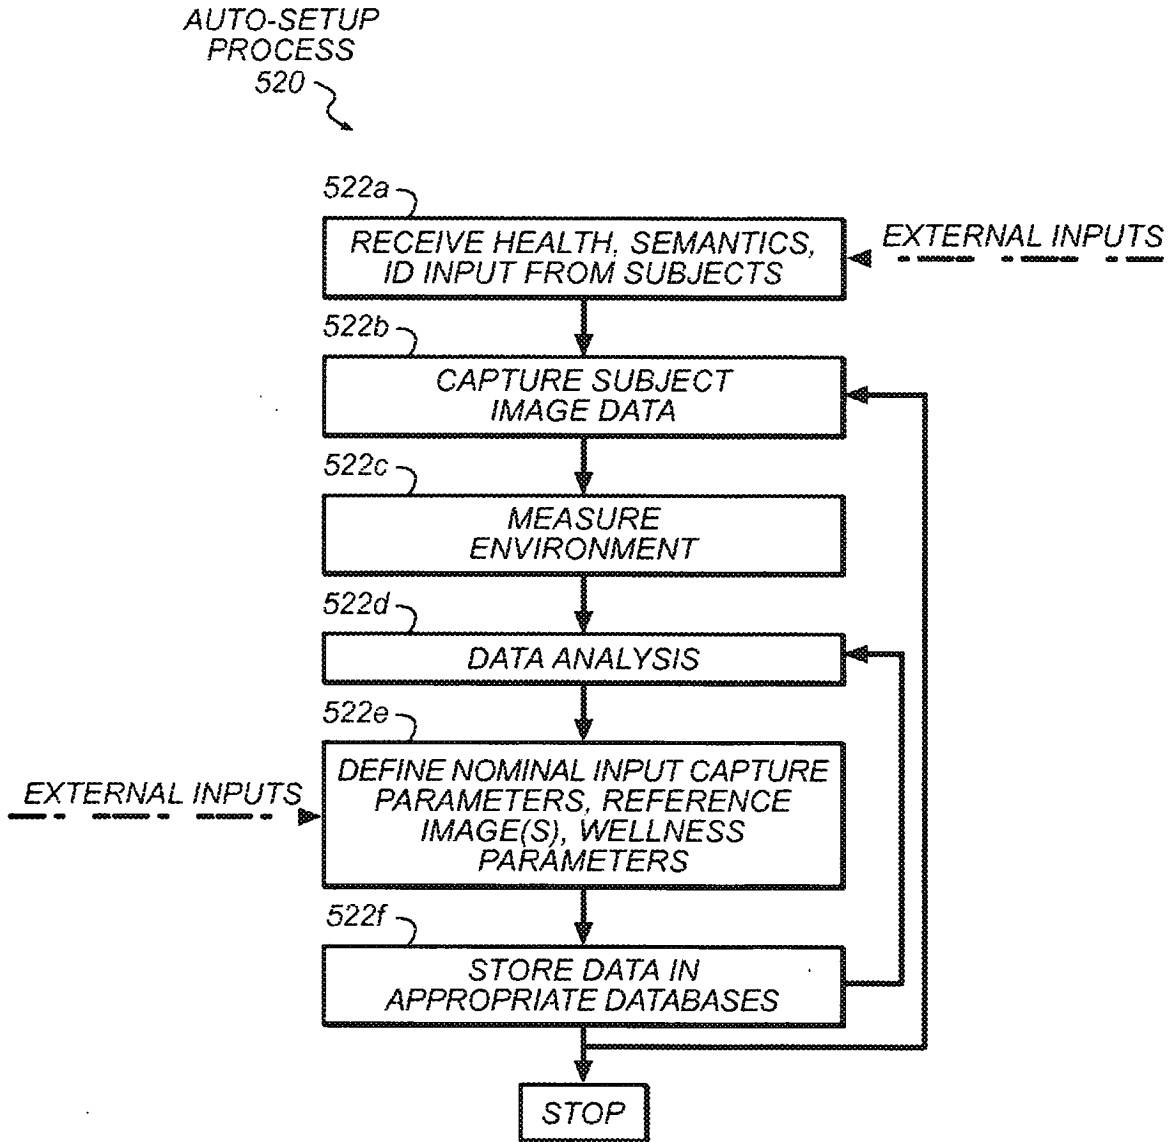 AUTO-SETUP
PROCESS
520
522a
RECEIVE HEALTH, SEMANTICS,
ID INPUT FROM SUBJECTS
EXTERNAL INPUTS
522b
CAPTURE SUBJECT
IMAGE DATA
522c
MEASURE
ENVIRONMENT
522d
DATA ANALYSIS
522e
DEFINE NOMINAL INPUT CAPTURE
PARAMETERS, REFERENCE
IMAGE(S), WELLNESS
PARAMETERS
EXTERNAL INPUTS
522f
STORE DATA IN
APPROPRIATE DATABASES
STOP